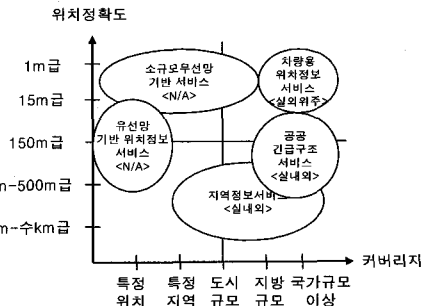 위치정확도
1m급
15m급
150m급
m-500m급
m-수km급
소규모무선망
기반 서비스
<N/A>
차량용
위치정보
서비스
<실외위주>
유선망
기반 위치정보
서비스
<N/A>
공공
긴급구조
서비스
<실내외>
지역정보서비스
<실내외>
커버리지
특정
위치
특정
지역
도시
규모
지방
규모
국가규모
이상